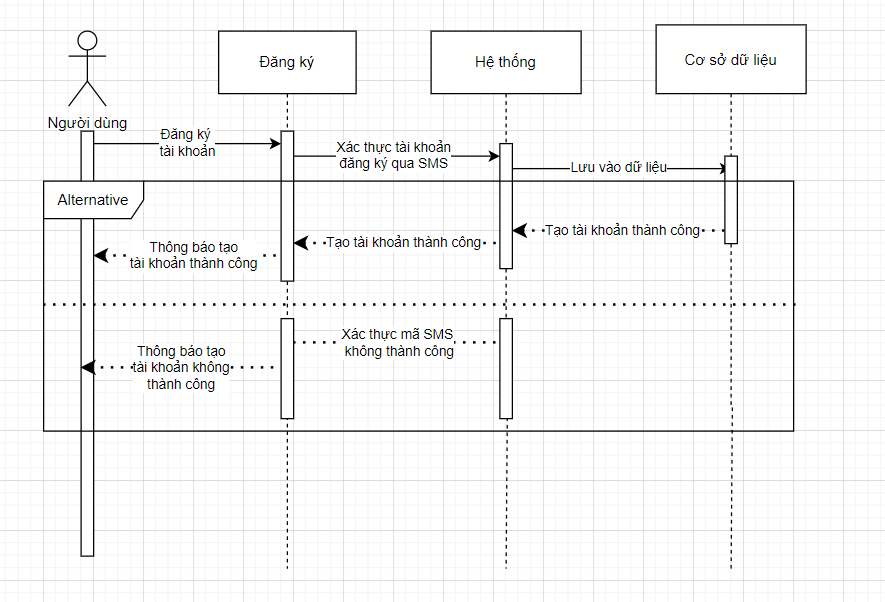 Đăng ký
Hệ thống
Cơ sở dữ liệu
Người dùng
Đăng ký
tài khoản
Xác thực tài khoản
đăng ký qua SMS
Lưu vào dữ liệu
Alternative
Tạo tài khoản thành công
Tạo tài khoản thành công
Thông báo tạo
tài khoản thành công
Xác thực mã SMS
không thành công
Thông báo tạo
tài khoản không
thành công